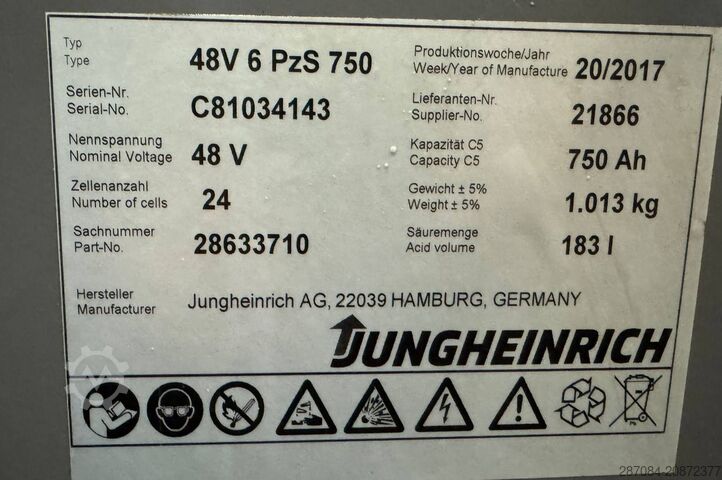 Typ
Type
48V 6 PzS 750
Produktionswoche/Jahr
Week/Year of Manufacture
20/2017
Serien-Nr.
Serial-No.
C81034143
Lieferanten-Nr.
Supplier-No.
21866
Nennspannung
Nominal Voltage
48 V
Kapazität C5
Capacity C5
750 Ah
Zellenanzahl
Number of cells
24
Gewicht ± 5%
Weight ± 5%
1.013 kg
Sachnummer
Part-No.
28633710
Säuremenge
Acid volume
183 l
Hersteller
Manufacturer
Jungheinrich AG, 22039 HAMBURG, GERMANY
JUNGHEINRICH
287084-20872377